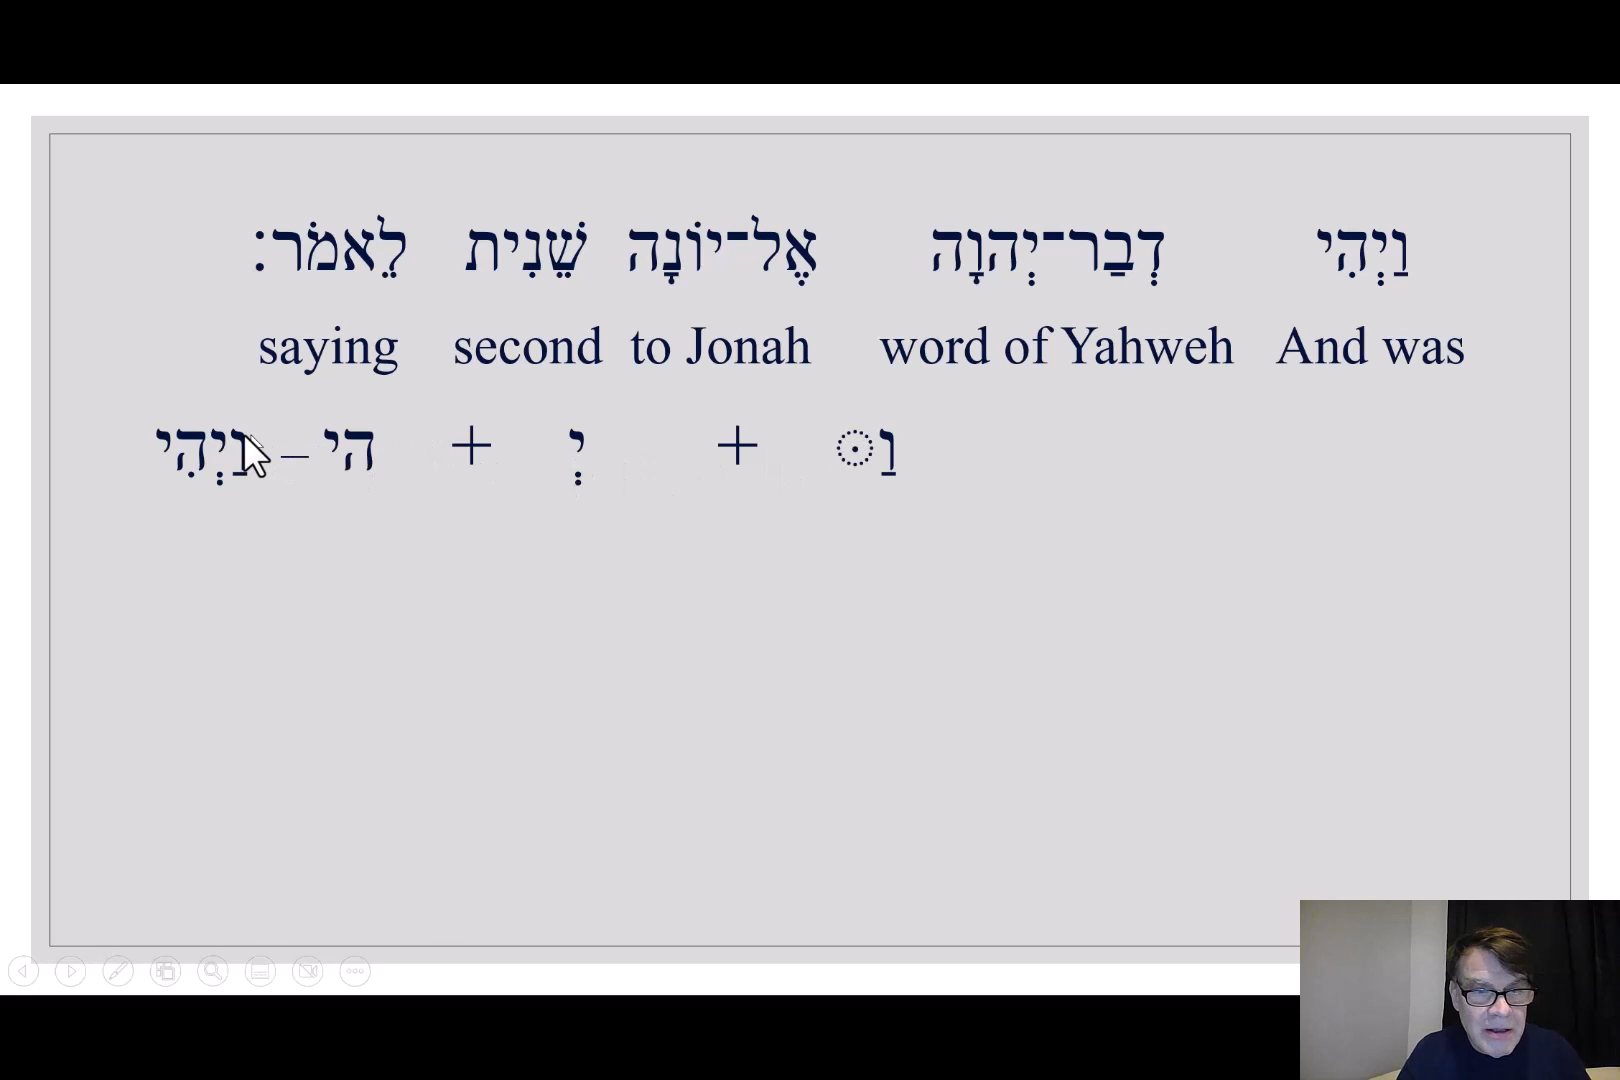 וַיְהִי דְבַר־יְהוָה אֶל־יוֹנָה שֵׁנִית לֵאמֹר׃
saying second to Jonah word of Yahweh And was
וַ◌ּ + יְ + הי – וַיְהִי